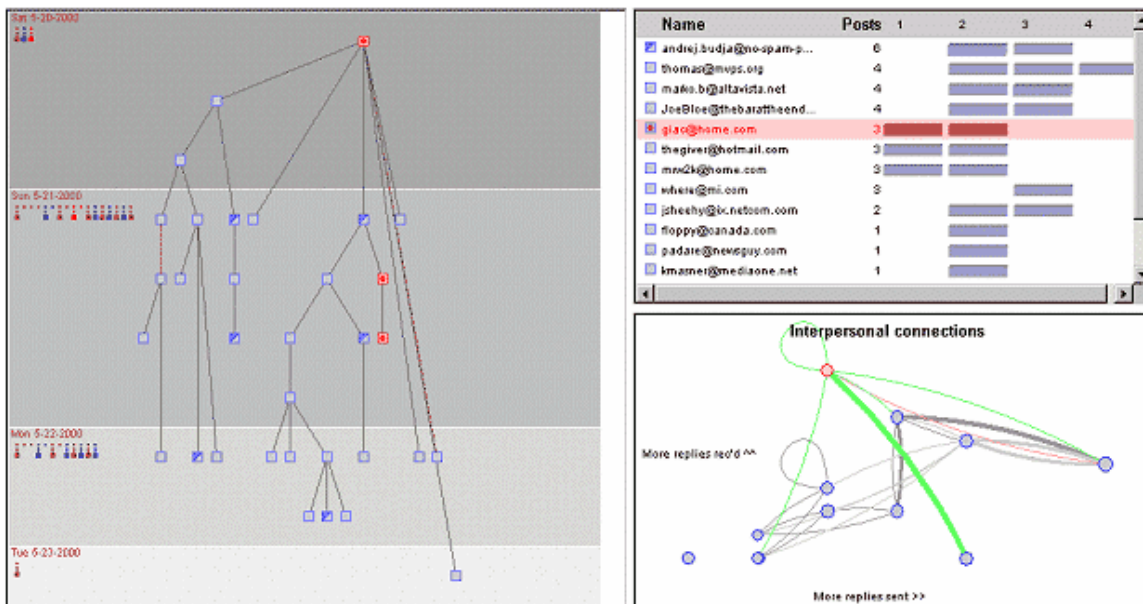 Sat 5-20-2000
Sun 5-21-2000
Mon 5-22-2000
Tue 5-23-2000
Name Posts 1 2 3 4
andrej.budja@no-spam-p... 6
thomas@mvps.org 4
marko.b@altavista.net 4
JoeBloe@thebarattheend... 4
giac@home.com 3
thegiver@hotmail.com 3
mrw2k@home.com 3
where@mi.com 3
jsheehy@ix.netcom.com 2
floppy@canada.com 1
padare@newsguy.com 1
kmasner@mediaone.net 1
Interpersonal connections
More replies rec'd ^^
More replies sent >>